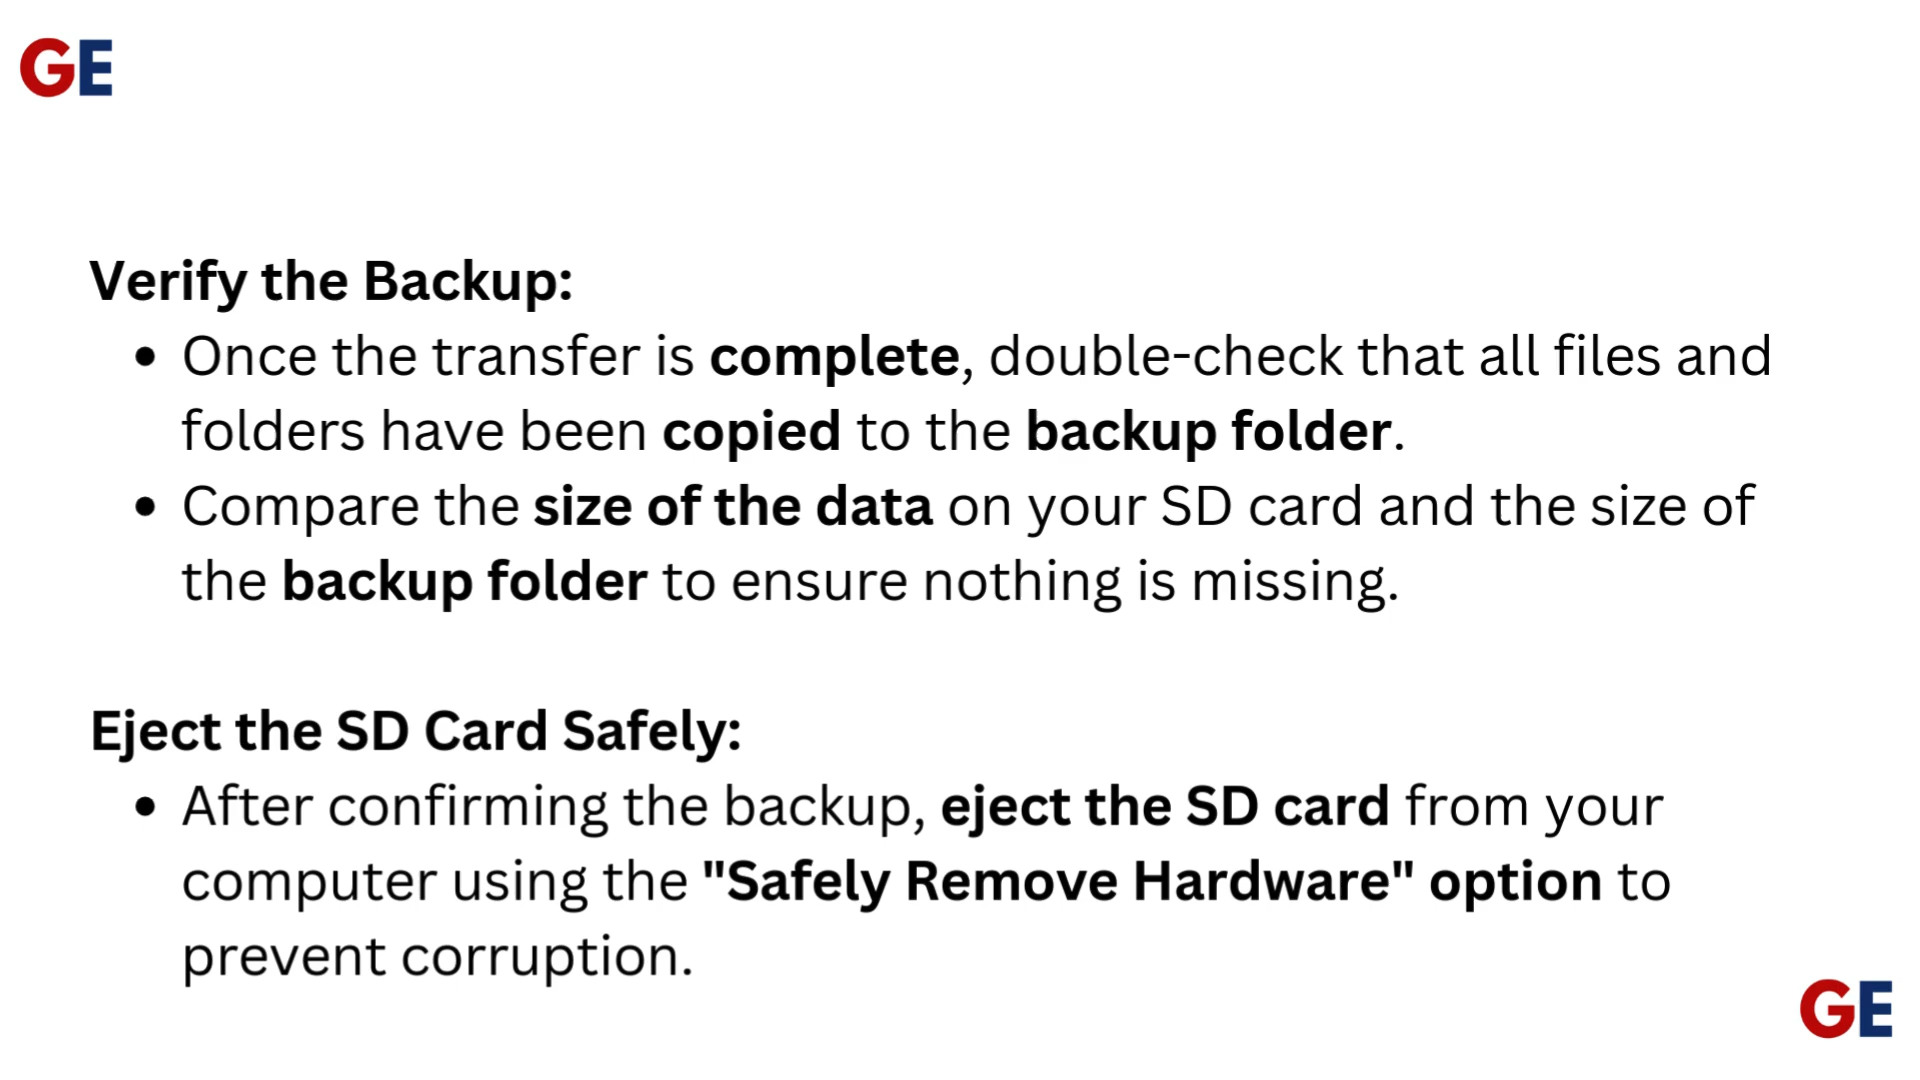 GE
Verify the Backup:
• Once the transfer is complete, double-check that all files and
folders have been copied to the backup folder.
• Compare the size of the data on your SD card and the size of
the backup folder to ensure nothing is missing.
Eject the SD Card Safely:
• After confirming the backup, eject the SD card from your
computer using the "Safely Remove Hardware" option to
prevent corruption.
GE